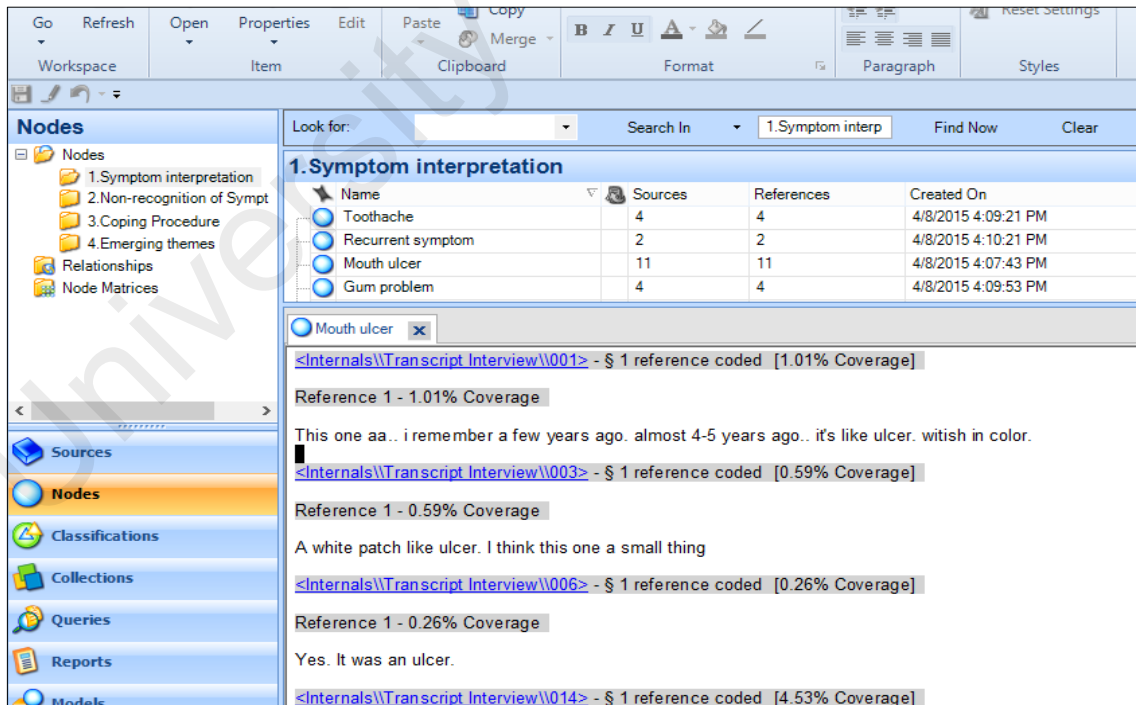 Go Refresh Open Properties Edit Paste Copy
Merge
B I U A
Reset Settings
Workspace Item Clipboard Format Paragraph Styles
Nodes
Nodes
1.Symptom interpretation
2.Non-recognition of Sympt
3.Coping Procedure
4.Emerging themes
Relationships
Node Matrices
Sources
Nodes
Classifications
Collections
Queries
Reports
Models
Look for: Search In 1.Symptom interp Find Now Clear
1.Symptom interpretation
Name Sources References Created On
Toothache 4 4 4/8/2015 4:09:21 PM
Recurrent symptom 2 2 4/8/2015 4:10:21 PM
Mouth ulcer 11 11 4/8/2015 4:07:43 PM
Gum problem 4 4 4/8/2015 4:09:53 PM
Mouth ulcer x
<Internals\\Transcript Interview\\001> - § 1 reference coded [1.01% Coverage]
Reference 1 - 1.01% Coverage
This one aa.. i remember a few years ago. almost 4-5 years ago.. it's like ulcer. witish in color.
<Internals\\Transcript Interview\\003> - § 1 reference coded [0.59% Coverage]
Reference 1 - 0.59% Coverage
A white patch like ulcer. I think this one a small thing
<Internals\\Transcript Interview\\006> - § 1 reference coded [0.26% Coverage]
Reference 1 - 0.26% Coverage
Yes. It was an ulcer.
<Internals\\Transcript Interview\\014> - § 1 reference coded [4.53% Coverage]
University